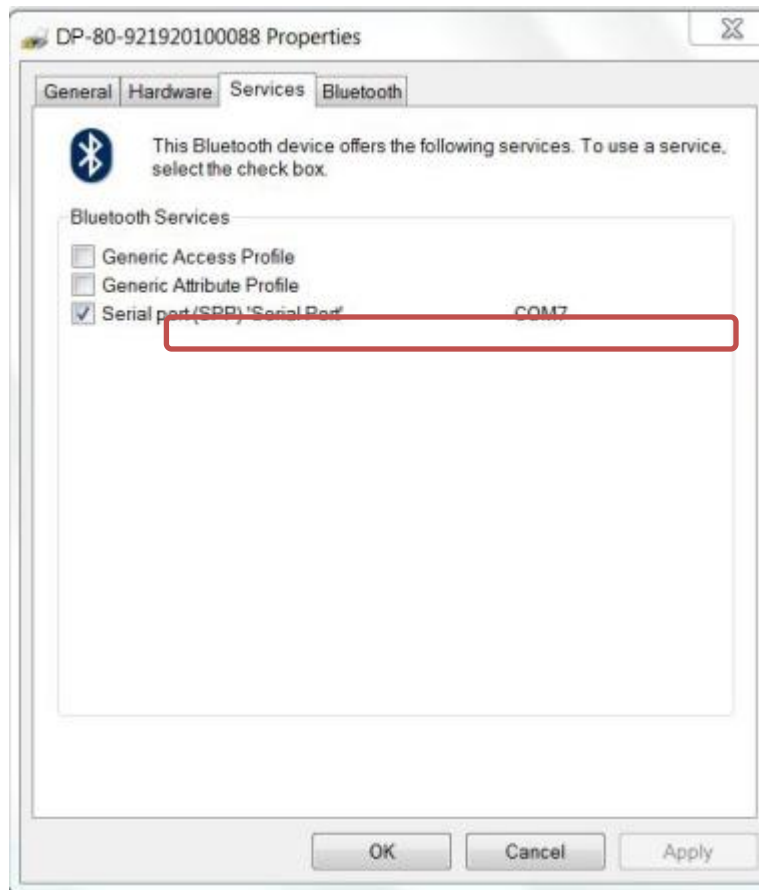 DP-80-921920100088 Properties
General Hardware Services Bluetooth
This Bluetooth device offers the following services. To use a service,
select the check box.
Bluetooth Services
Generic Access Profile
Generic Attribute Profile
Serial port (SPP) 'Serial Port' COM7
OK Cancel Apply